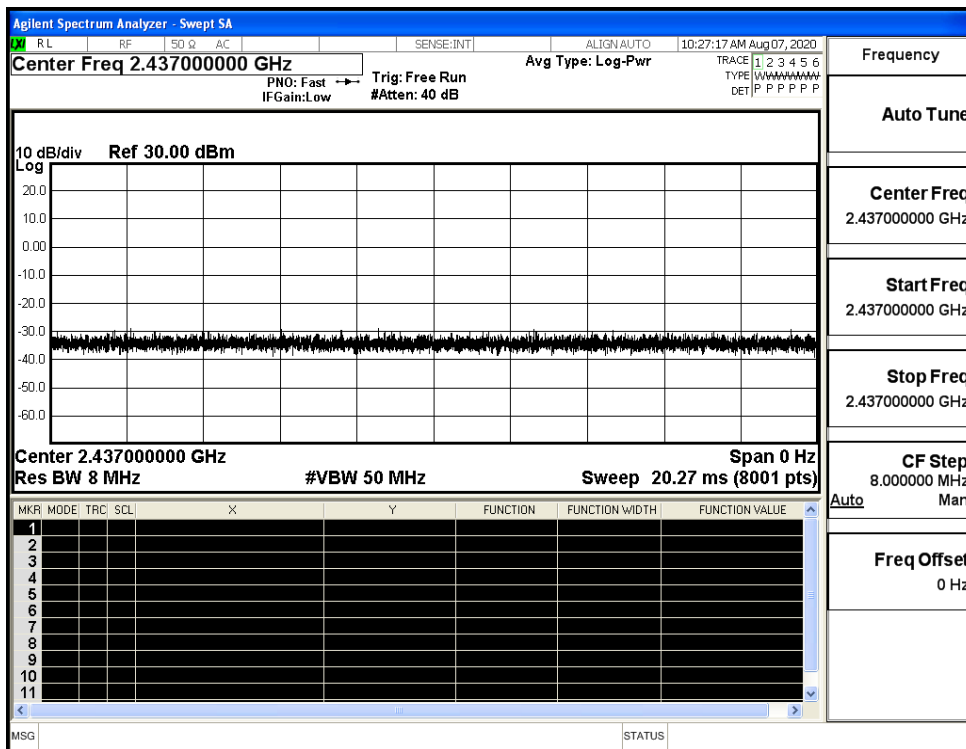 Agilent Spectrum Analyzer - Swept SA
LXI RL RF 50 Ω AC SENSE:INT ALIGN AUTO 10:27:17 AM Aug 07, 2020
Center Freq 2.437000000 GHz
PNO: Fast
IFGain:Low
Trig: Free Run
#Atten: 40 dB
Avg Type: Log-Pwr
TRACE 1 2 3 4 5 6
TYPE WWWWWW
DET P P P P P P
10 dB/div Ref 30.00 dBm
Log
20.0
10.0
0.00
-10.0
-20.0
-30.0
-40.0
-50.0
-60.0
Center 2.437000000 GHz Span 0 Hz
Res BW 8 MHz #VBW 50 MHz Sweep 20.27 ms (8001 pts)
MKR MODE TRC SCL X Y FUNCTION FUNCTION WIDTH FUNCTION VALUE
1
2
3
4
5
6
7
8
9
10
11
MSG STATUS
Frequency
Auto Tune
Center Freq
2.437000000 GHz
Start Freq
2.437000000 GHz
Stop Freq
2.437000000 GHz
CF Step
8.000000 MHz
Auto Man
Freq Offset
0 Hz